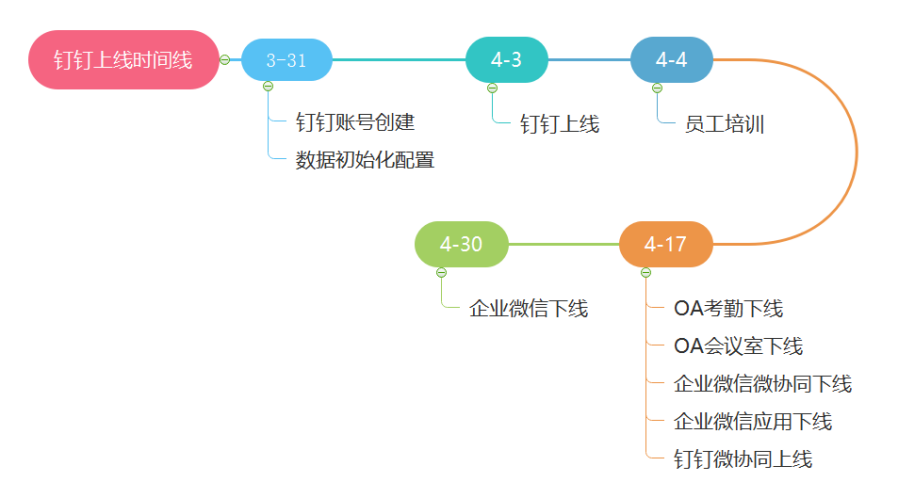 钉钉上线时间线
3-31
4-3
4-4
钉钉账号创建
数据初始化配置
钉钉上线
员工培训
4-30
4-17
企业微信下线
OA考勤下线
OA会议室下线
企业微信微协同下线
企业微信应用下线
钉钉微协同上线